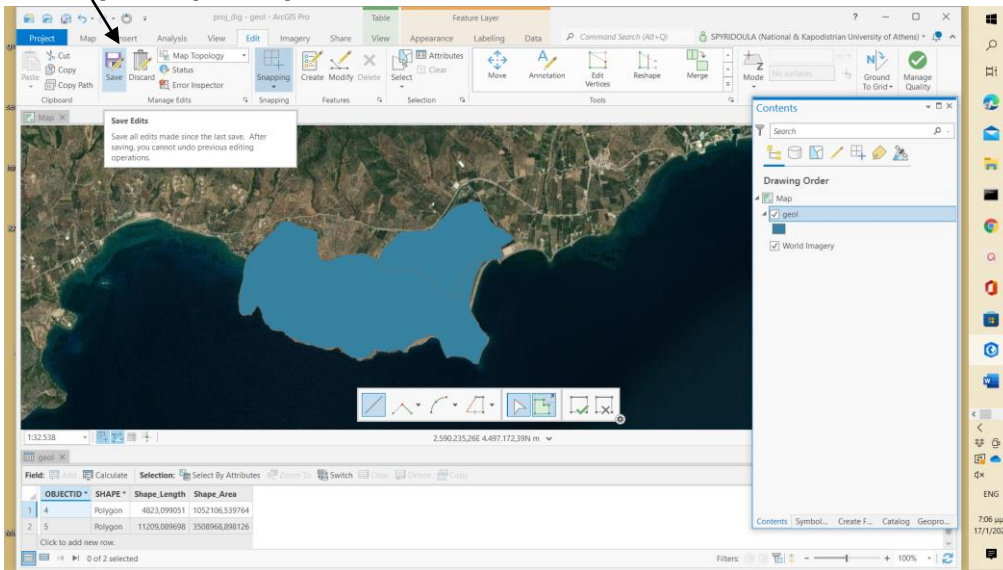 proj_dig - geol - ArcGIS Pro
Table
Feature Layer
? 
Project Map Insert Analysis View Edit Imagery Share View Appearance Labeling Data Command Search (Alt+Q) SPYRIDOULA (National & Kapodistrian University of Athens)
Paste
Cut
Copy
Copy Path
Clipboard
Save
Discard
Map Topology
Status
Error Inspector
Manage Edits
Snapping
Snapping
Create Modify Delete
Features
Select
Attributes
Clear
Selection
Move
Annotation
Edit Vertices
Reshape
Merge
Tools
Z
Mode
No surfaces
Ground To Grid
Manage Quality
Map
Save Edits
Save all edits made since the last save. After
saving, you cannot undo previous editing
operations.
Contents
Search
Drawing Order
Map
geol
World Imagery
1:32.538
2.590.235,26E 4.497.172,39N m
geol
Field: Add Calculate Selection: Select By Attributes Zoom To Switch Clear Delete Copy
OBJECTID * SHAPE * Shape_Length Shape_Area
1 4 Polygon 4823,099051 1052106,539764
2 5 Polygon 11209,089698 3508968,898126
Click to add new row.
0 of 2 selected
Filters:
100%
Contents Symbol... Create F... Catalog Geopro...
ENG
7:06 μμ
17/1/202